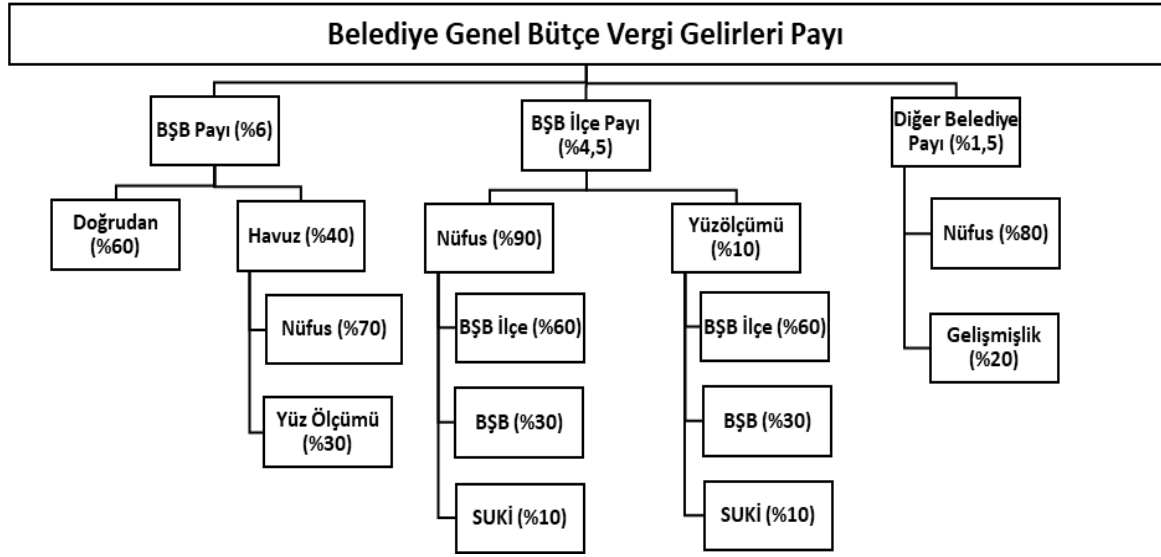 Belediye Genel Bütçe Vergi Gelirleri Payı
BŞB Payı (%6)
BŞB İlçe Payı
(%4,5)
Diğer Belediye
Payı (%1,5)
Doğrudan
(%60)
Havuz (%40)
Nüfus (%90)
Yüzölçümü
(%10)
Nüfus (%80)
Nüfus (%70)
BŞB İlçe (%60)
BŞB İlçe (%60)
Gelişmişlik
(%20)
Yüz Ölçümü
(%30)
BŞB (%30)
BŞB (%30)
SUKİ (%10)
SUKİ (%10)